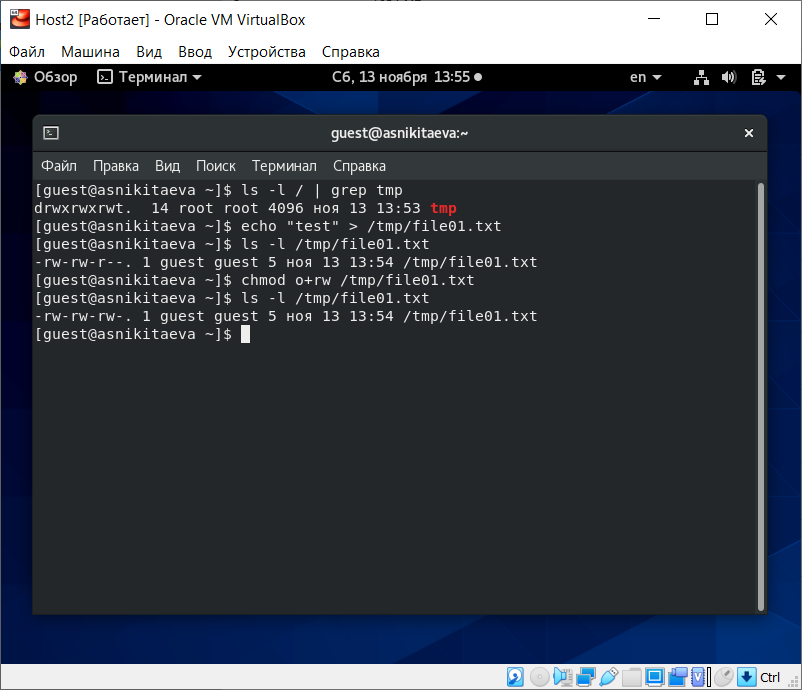 Host2 [Работает] - Oracle VM VirtualBox
Файл Машина Вид Ввод Устройства Справка
Обзор Терминал Сб, 13 ноября 13:55 en
guest@asnikitaeva:~
Файл Правка Вид Поиск Терминал Справка
[guest@asnikitaeva ~]$ ls -l / | grep tmp
drwxrwxrwt.  14 root root 4096 ноя 13 13:53 tmp
[guest@asnikitaeva ~]$ echo "test" > /tmp/file01.txt
[guest@asnikitaeva ~]$ ls -l /tmp/file01.txt
-rw-rw-r--. 1 guest guest 5 ноя 13 13:54 /tmp/file01.txt
[guest@asnikitaeva ~]$ chmod o+rw /tmp/file01.txt
[guest@asnikitaeva ~]$ ls -l /tmp/file01.txt
-rw-rw-rw-. 1 guest guest 5 ноя 13 13:54 /tmp/file01.txt
[guest@asnikitaeva ~]$
Ctrl